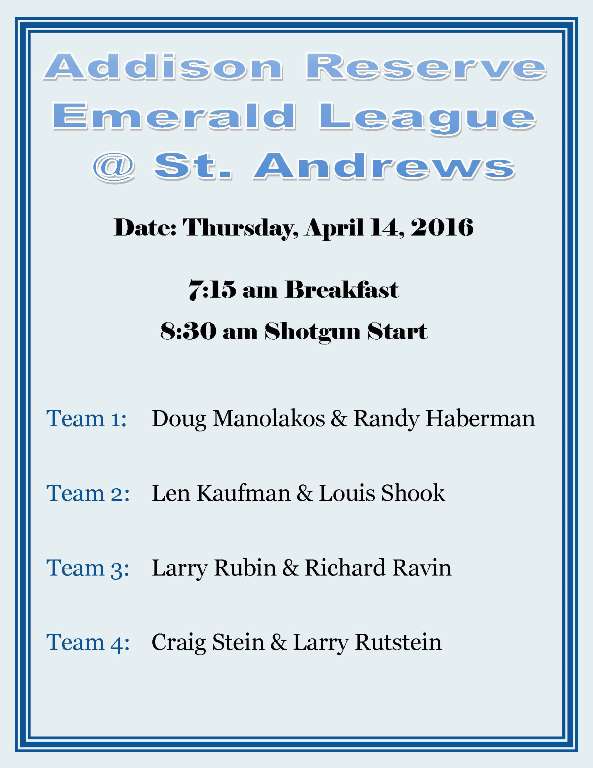 Addison Reserve
Emerald League
@ St. Andrews
Date: Thursday, April 14, 2016
7:15 am Breakfast
8:30 am Shotgun Start
Team 1: Doug Manolakos & Randy Haberman
Team 2: Len Kaufman & Louis Shook
Team 3: Larry Rubin & Richard Ravin
Team 4: Craig Stein & Larry Rutstein